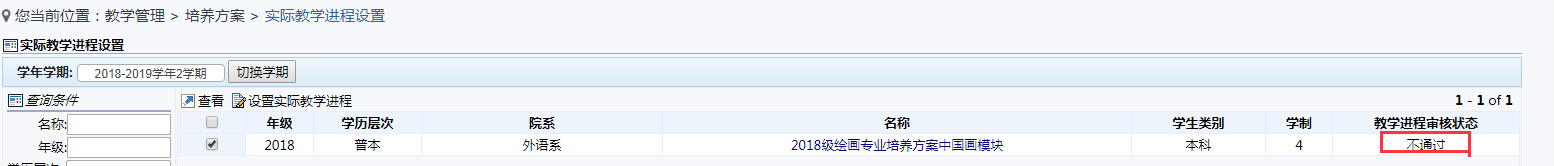 您当前位置：教学管理 > 培养方案 > 实际教学进程设置
实际教学进程设置
学年学期: 2018-2019学年2学期 切换学期
查询条件
名称:
年级:
学历层次
查看 设置实际教学进程 1 - 1 of 1
年级 学历层次 院系 名称 学生类别 学制 教学进程审核状态
2018 普本 外语系 2018级绘画专业培养方案中国画模块 本科 4 不通过